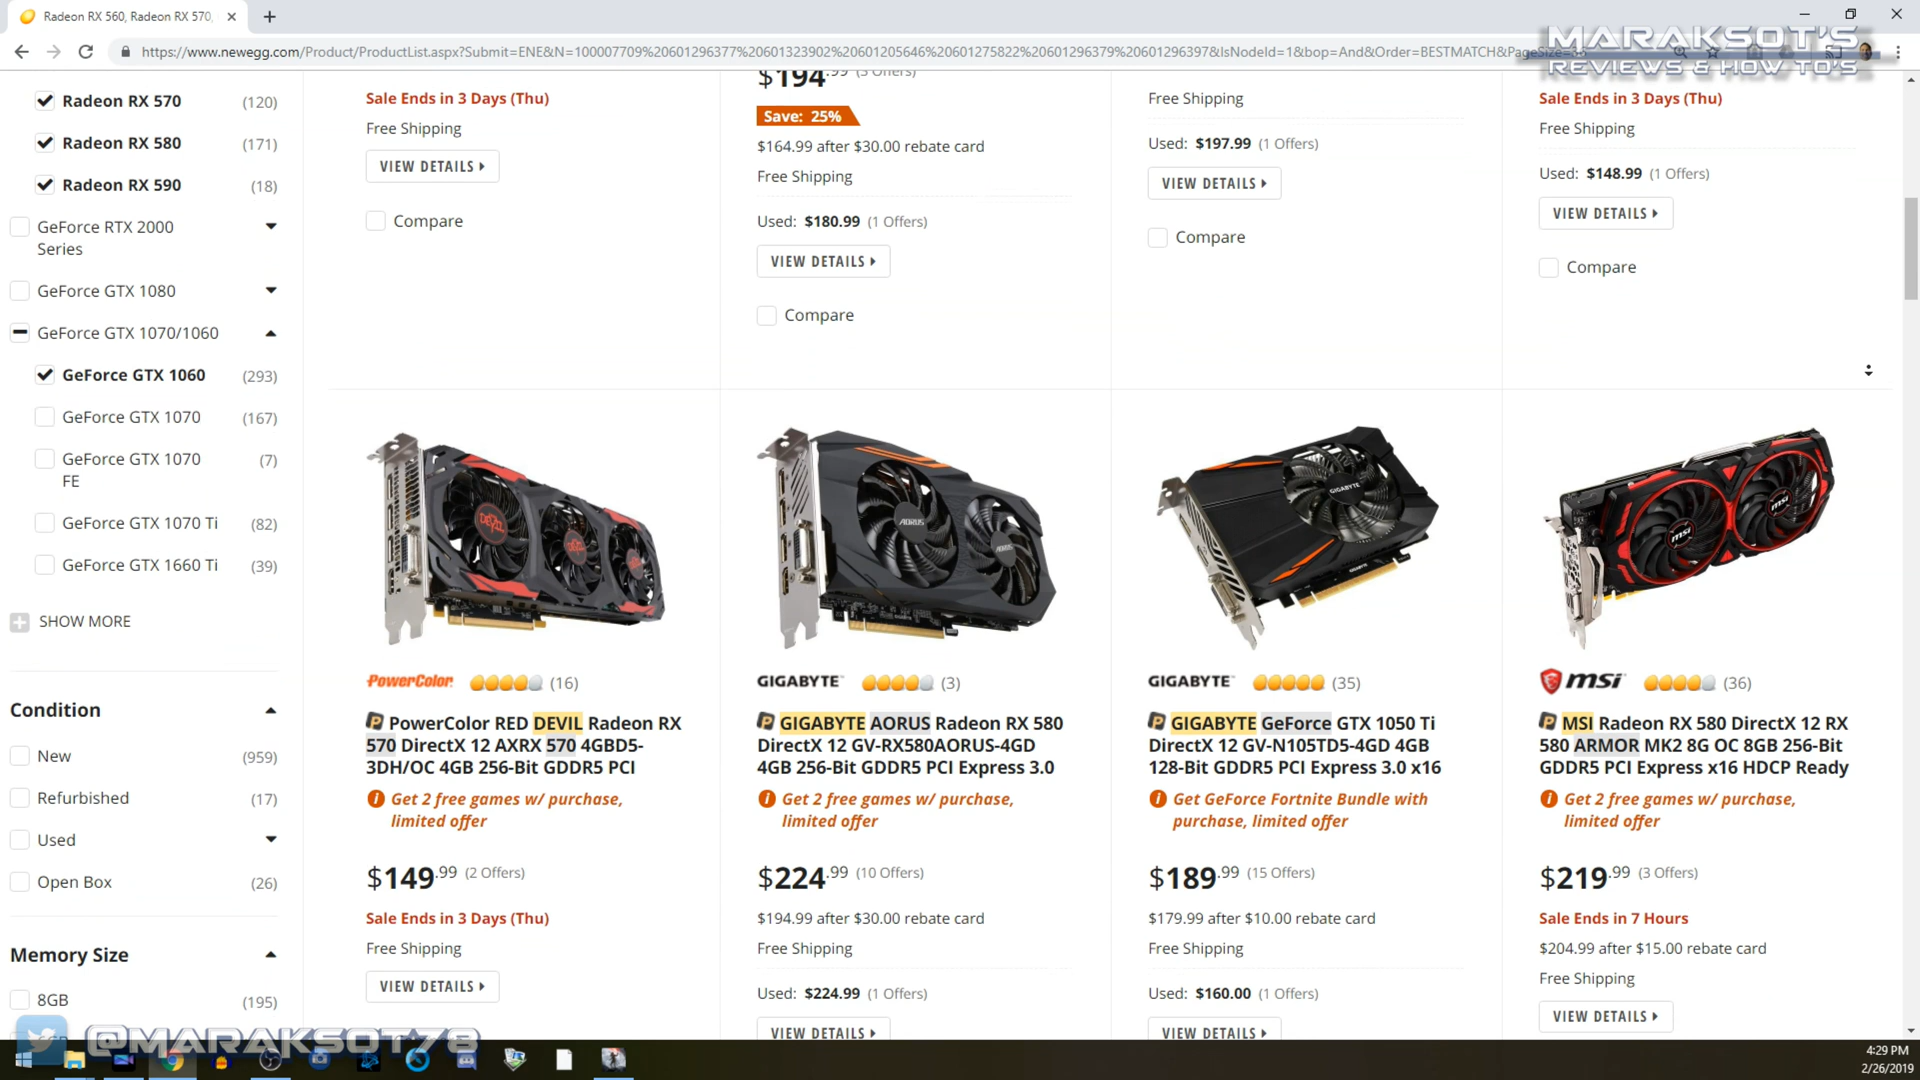 Radeon RX 560, Radeon RX 570,
https://www.newegg.com/Product/ProductList.aspx?Submit=ENE&N=100007709%20601296377%20601323902%20601205646%20601275822%20601296379%20601296397&IsNodeId=1&bop=And&Order=BESTMATCH&PageSize=36
MARAKSOT'S
REVIEWS & HOW TO'S
Radeon RX 570 (120)
Radeon RX 580 (171)
Radeon RX 590 (18)
GeForce RTX 2000
Series
GeForce GTX 1080
GeForce GTX 1070/1060
GeForce GTX 1060 (293)
GeForce GTX 1070 (167)
GeForce GTX 1070 (7)
FE
GeForce GTX 1070 Ti (82)
GeForce GTX 1660 Ti (39)
SHOW MORE
Condition
New (959)
Refurbished (17)
Used
Open Box (26)
Memory Size
8GB (195)
Sale Ends in 3 Days (Thu)
Free Shipping
VIEW DETAILS
Compare
$194.99 (3 Offers)
Save: 25%
$164.99 after $30.00 rebate card
Free Shipping
Used: $180.99 (1 Offers)
VIEW DETAILS
Compare
Free Shipping
Used: $197.99 (1 Offers)
VIEW DETAILS
Compare
Sale Ends in 3 Days (Thu)
Free Shipping
Used: $148.99 (1 Offers)
VIEW DETAILS
Compare
DEVIL
PowerColor (16)
PowerColor RED DEVIL Radeon RX
570 DirectX 12 AXRX 570 4GBD5-
3DH/OC 4GB 256-Bit GDDR5 PCI
Get 2 free games w/ purchase,
limited offer
$149.99 (2 Offers)
Sale Ends in 3 Days (Thu)
Free Shipping
VIEW DETAILS
AORUS
AORUS
GIGABYTE (3)
GIGABYTE AORUS Radeon RX 580
DirectX 12 GV-RX580AORUS-4GD
4GB 256-Bit GDDR5 PCI Express 3.0
Get 2 free games w/ purchase,
limited offer
$224.99 (10 Offers)
$194.99 after $30.00 rebate card
Free Shipping
Used: $224.99 (1 Offers)
VIEW DETAILS
GIGABYTE
GIGABYTE (35)
GIGABYTE GeForce GTX 1050 Ti
DirectX 12 GV-N105TD5-4GD 4GB
128-Bit GDDR5 PCI Express 3.0 x16
Get GeForce Fortnite Bundle with
purchase, limited offer
$189.99 (15 Offers)
$179.99 after $10.00 rebate card
Free Shipping
Used: $160.00 (1 Offers)
VIEW DETAILS
msi
msi
msi (36)
MSI Radeon RX 580 DirectX 12 RX
580 ARMOR MK2 8G OC 8GB 256-Bit
GDDR5 PCI Express x16 HDCP Ready
Get 2 free games w/ purchase,
limited offer
$219.99 (3 Offers)
Sale Ends in 7 Hours
$204.99 after $15.00 rebate card
Free Shipping
VIEW DETAILS
@MARAKSOT78
4:29 PM
2/26/2019